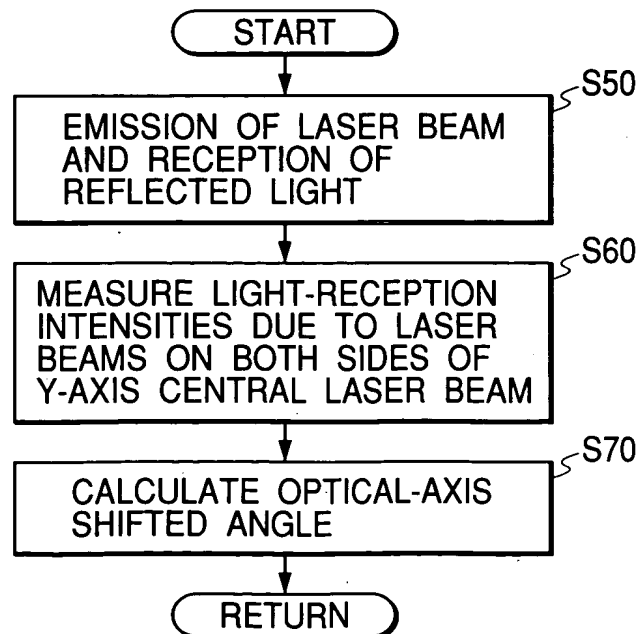 START
S50
EMISSION OF LASER BEAM
AND RECEPTION OF
REFLECTED LIGHT
S60
MEASURE LIGHT-RECEPTION
INTENSITIES DUE TO LASER
BEAMS ON BOTH SIDES OF
Y-AXIS CENTRAL LASER BEAM
S70
CALCULATE OPTICAL-AXIS
SHIFTED ANGLE
RETURN